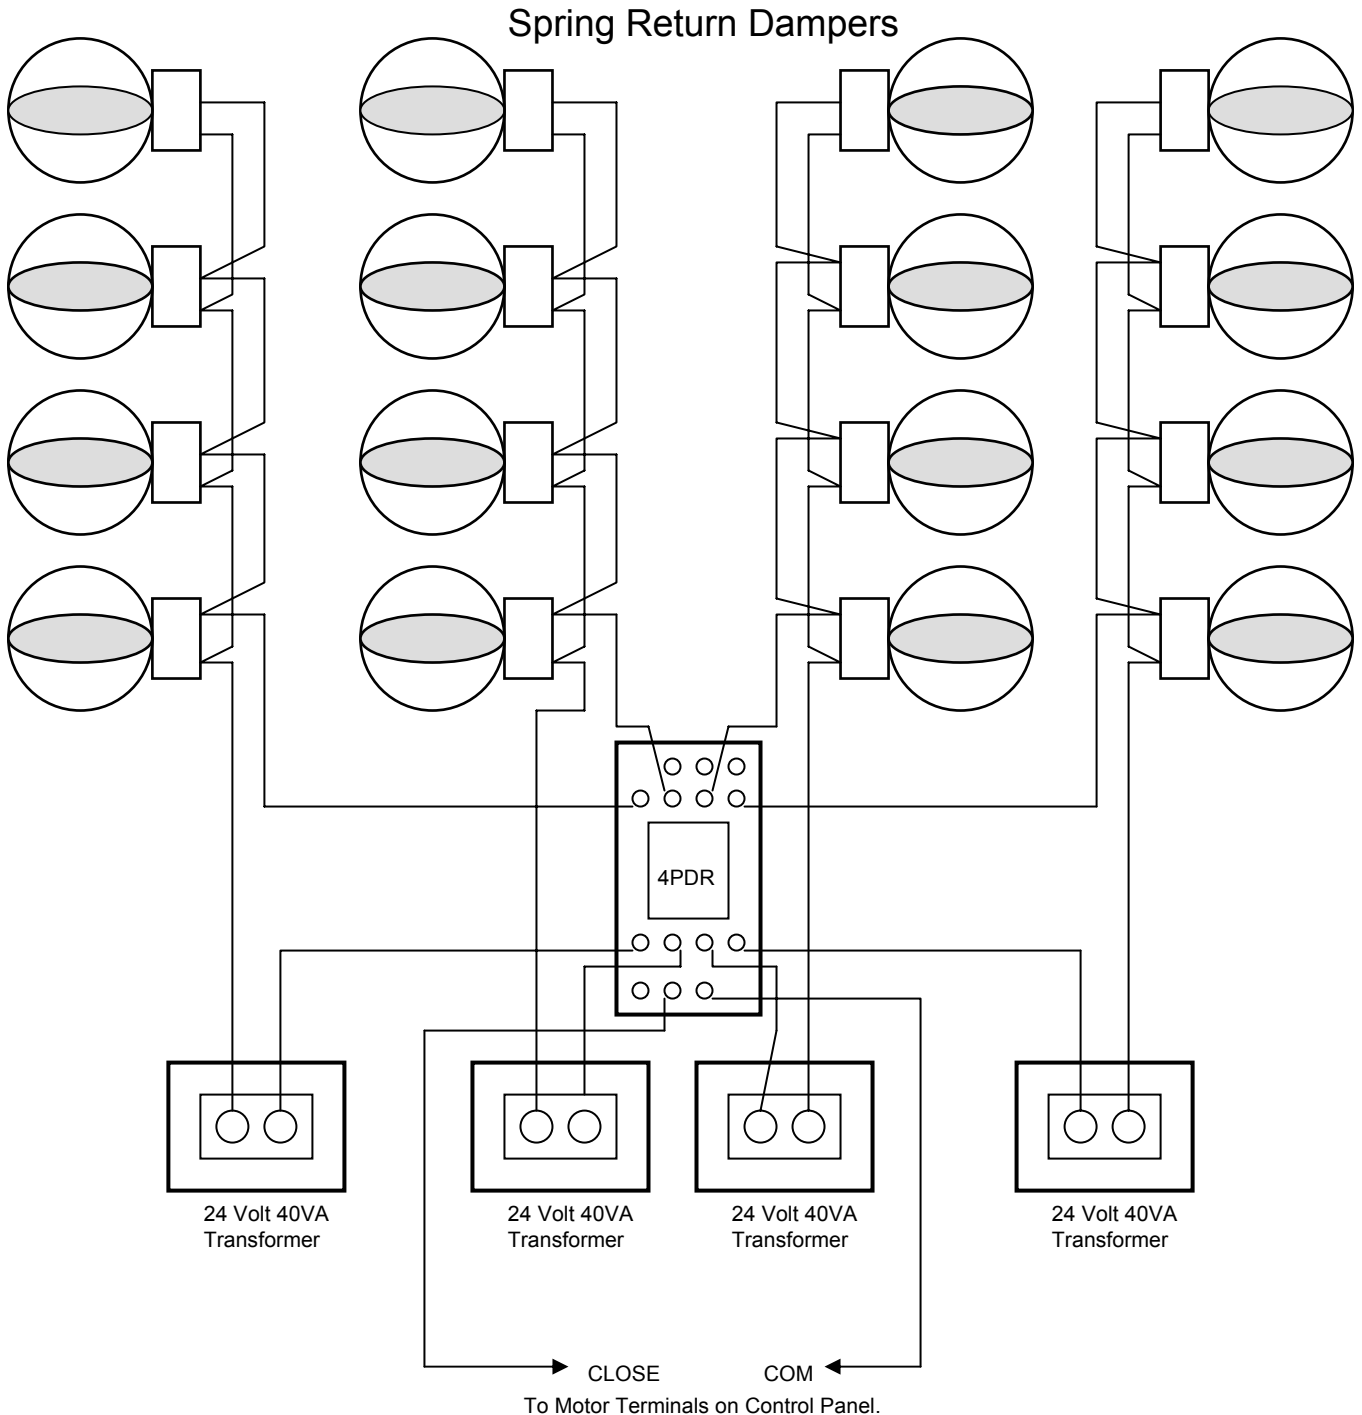 Spring Return Dampers
4PDR
24 Volt 40VA
Transformer
24 Volt 40VA
Transformer
24 Volt 40VA
Transformer
24 Volt 40VA
Transformer
CLOSE
COM
To Motor Terminals on Control Panel.